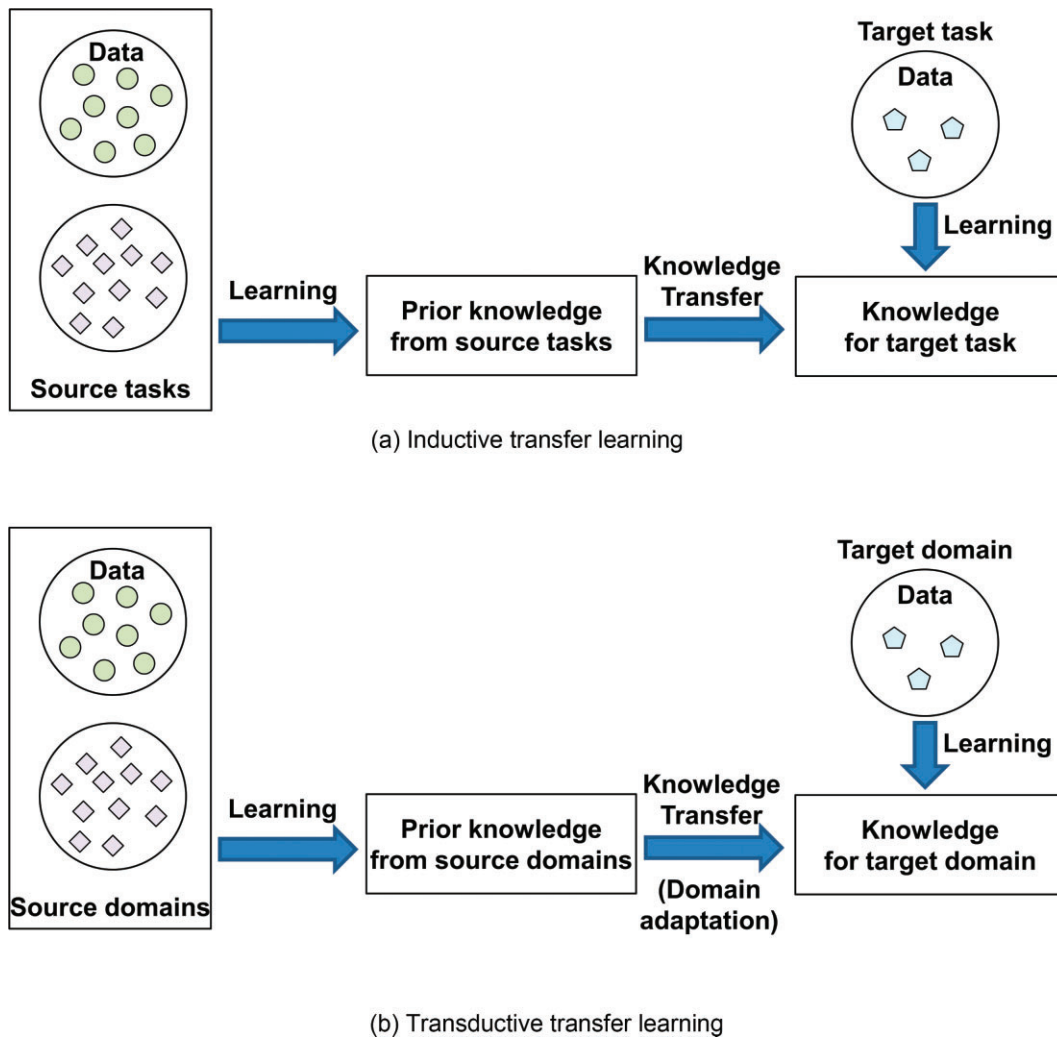 Data
Source tasks
Learning
Prior knowledge
from source tasks
Knowledge
Transfer
Target task
Data
Learning
Knowledge
for target task
(a) Inductive transfer learning
Data
Source domains
Learning
Prior knowledge
from source domains
Knowledge
Transfer
(Domain
adaptation)
Target domain
Data
Learning
Knowledge
for target domain
(b) Transductive transfer learning